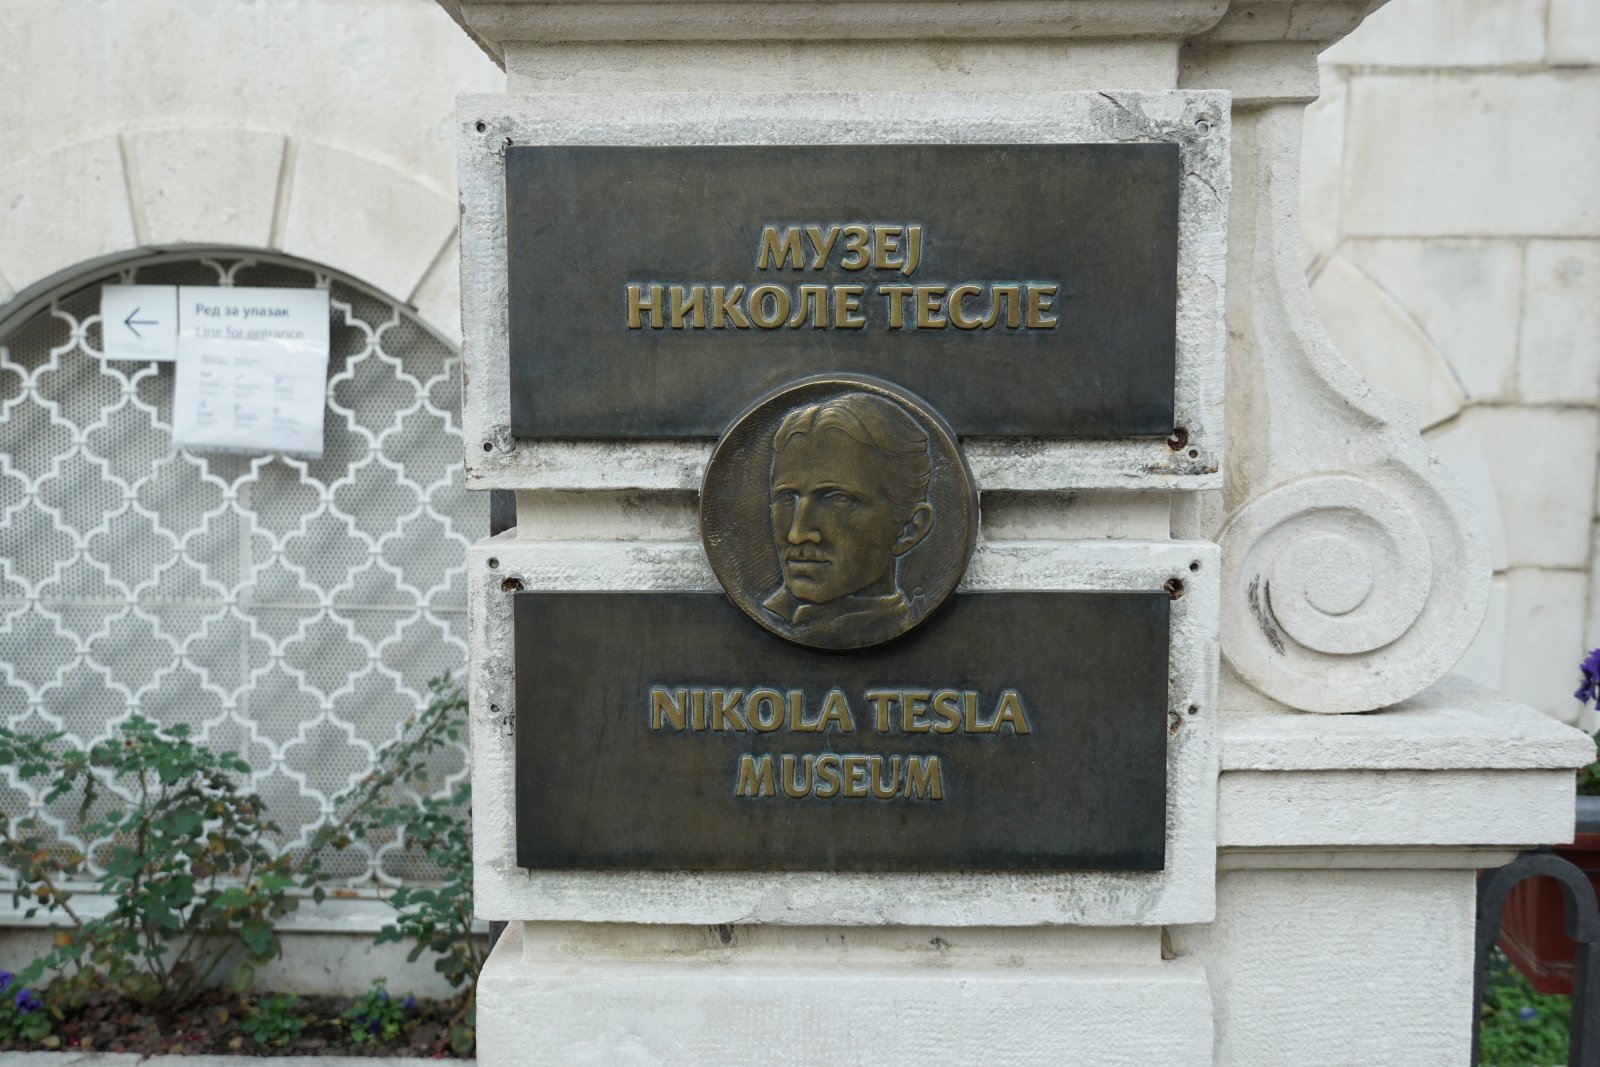 МУЗЕЈ
НИКОЛЕ ТЕСЛЕ
NIKOLA TESLA
MUSEUM
Ред за улазак
Line for entrance